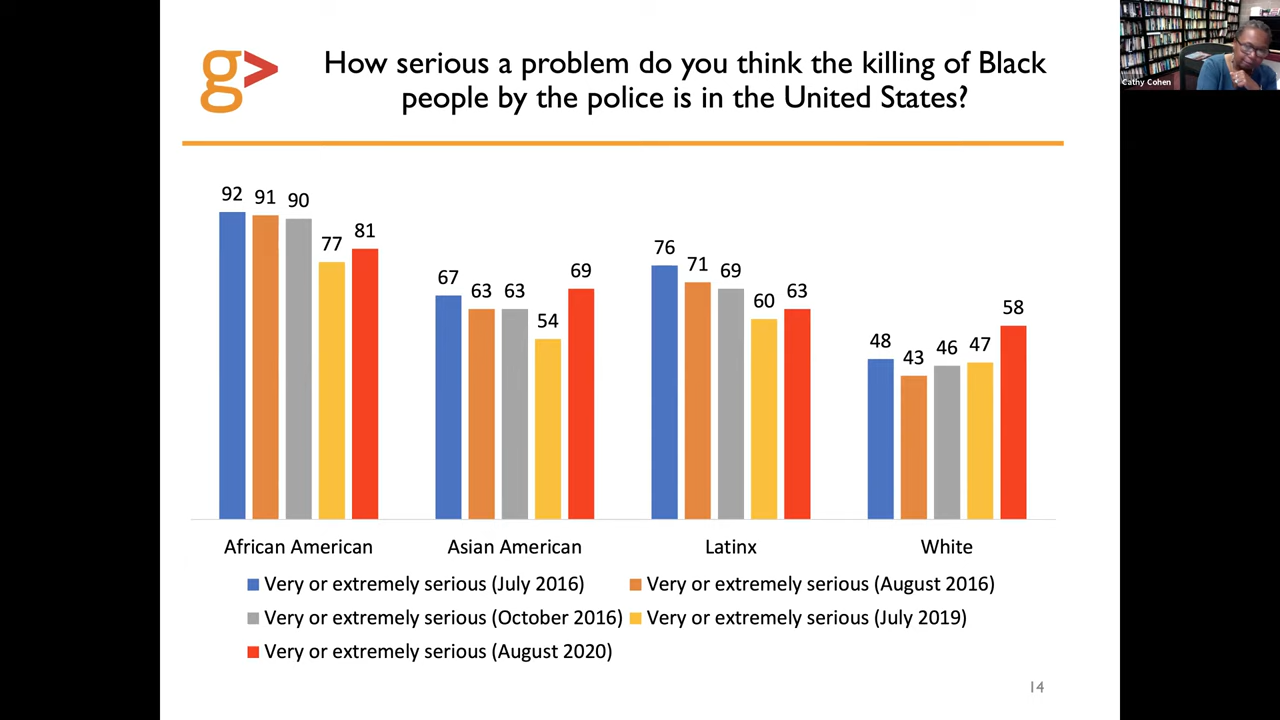 g>
How serious a problem do you think the killing of Black
people by the police is in the United States?
Cathy Cohen
92 91 90 77 81
67 63 63 54 69
76 71 69 60 63
48 43 46 47 58
African American Asian American Latinx White
Very or extremely serious (July 2016) Very or extremely serious (August 2016)
Very or extremely serious (October 2016) Very or extremely serious (July 2019)
Very or extremely serious (August 2020)
14